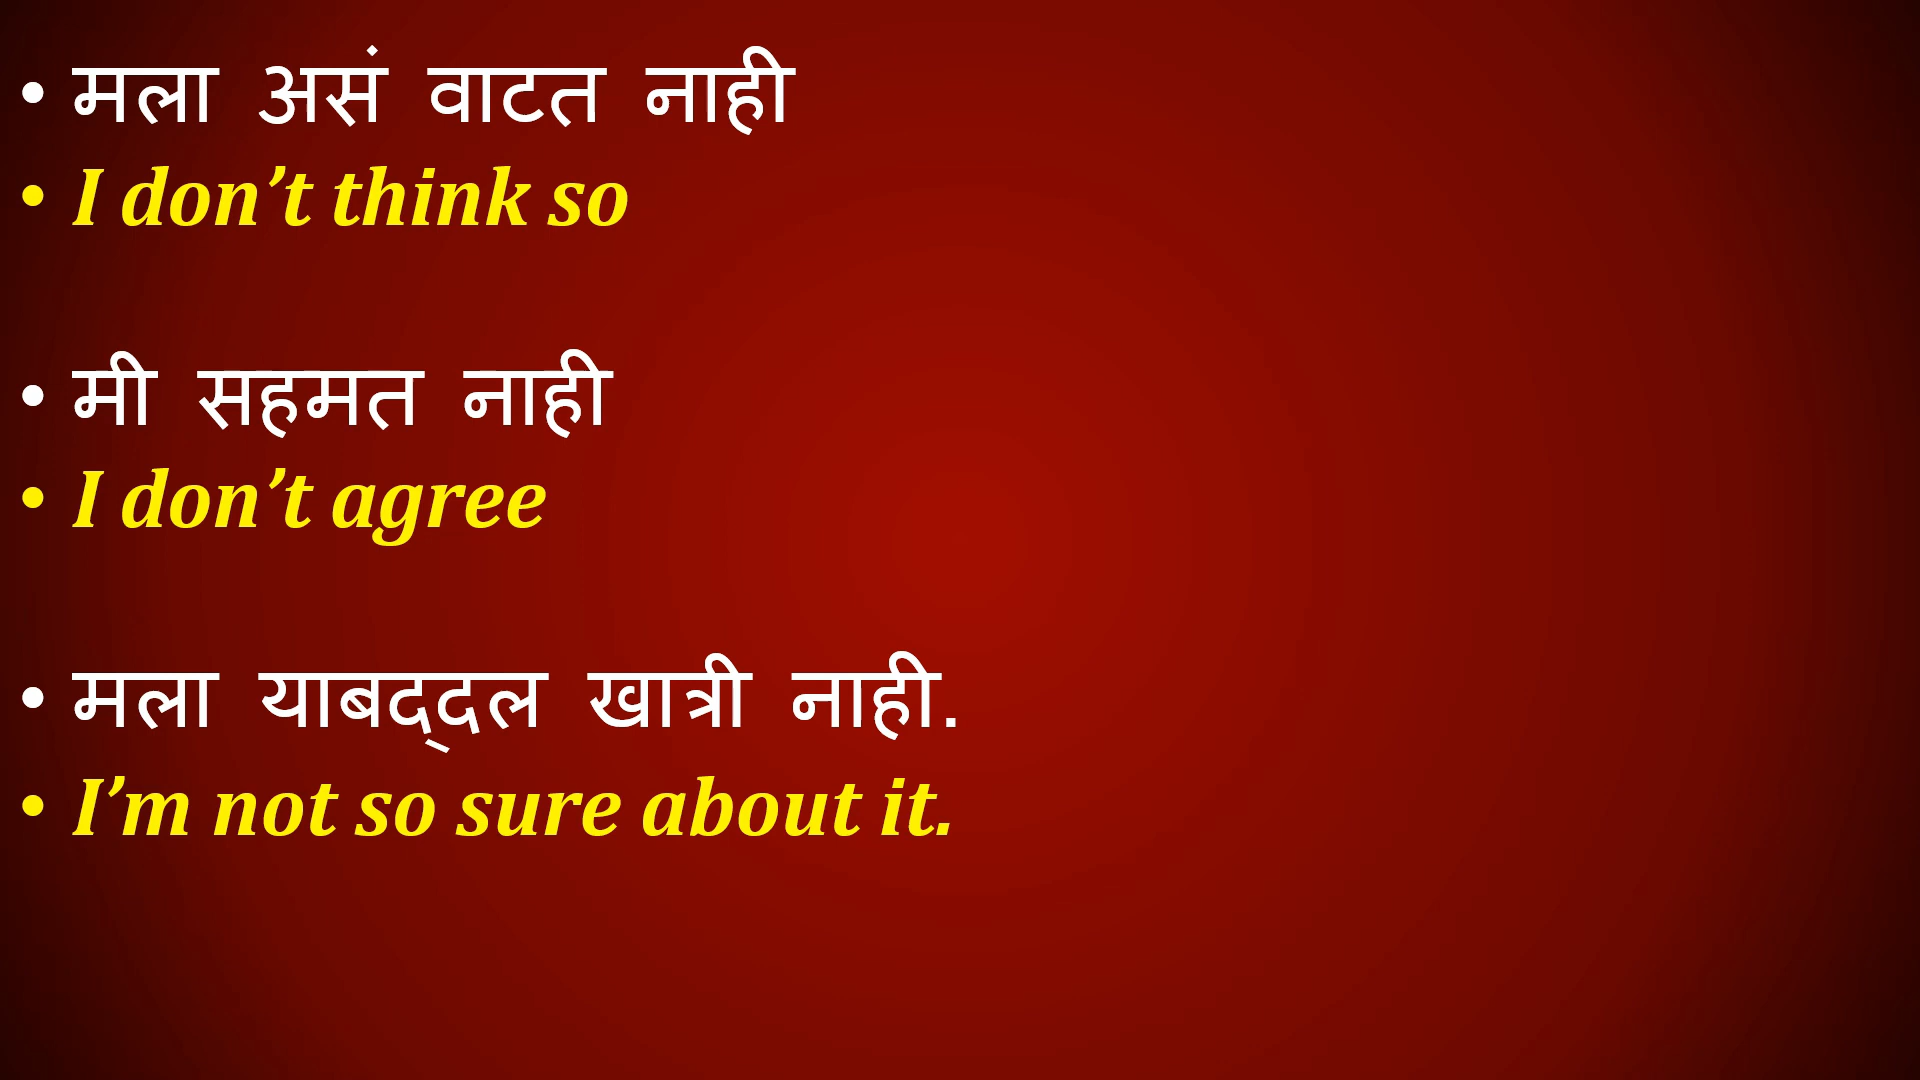 • मला असं वाटत नाही
• I don’t think so
• मी सहमत नाही
• I don’t agree
• मला याबद्‌दल खात्री नाही.
• I’m not so sure about it.